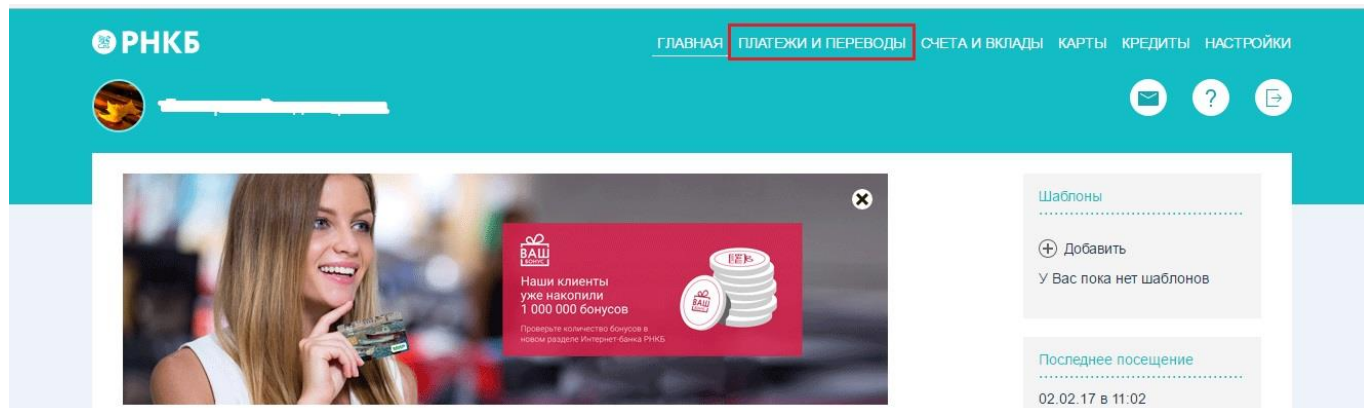 РНКБ
ГЛАВНАЯ ПЛАТЕЖИ И ПЕРЕВОДЫ СЧЕТА И ВКЛАДЫ КАРТЫ КРЕДИТЫ НАСТРОЙКИ
?
ВАШ
БОНУС
Наши клиенты
уже накопили
1 000 000 бонусов
Проверьте количество бонусов в
новом разделе Интернет-банка РНКБ
ВАШ
Шаблоны
Добавить
У Вас пока нет шаблонов
Последнее посещение
02.02.17 в 11:02